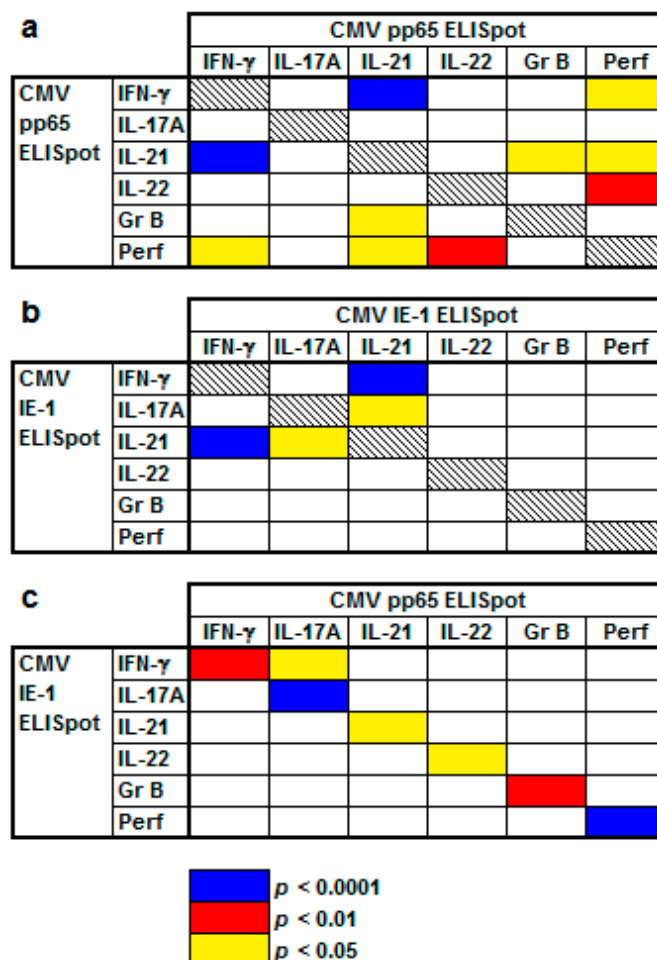 a
CMV pp65 ELISpot
IFN-γ IL-17A IL-21 IL-22 Gr B Perf
CMV pp65 ELISpot
IFN-γ
IL-17A
IL-21
IL-22
Gr B
Perf
b
CMV IE-1 ELISpot
IFN-γ IL-17A IL-21 IL-22 Gr B Perf
CMV IE-1 ELISpot
IFN-γ
IL-17A
IL-21
IL-22
Gr B
Perf
c
CMV pp65 ELISpot
IFN-γ IL-17A IL-21 IL-22 Gr B Perf
CMV IE-1 ELISpot
IFN-γ
IL-17A
IL-21
IL-22
Gr B
Perf
p < 0.0001
p < 0.01
p < 0.05